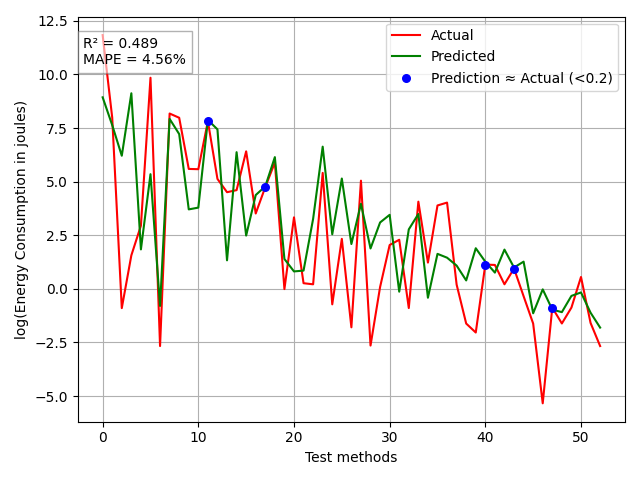 R² = 0.489
MAPE = 4.56%
Actual
Predicted
Prediction ≈ Actual (<0.2)
12.5
10.0
7.5
5.0
2.5
0.0
−2.5
−5.0
log(Energy Consumption in joules)
0 10 20 30 40 50
Test methods